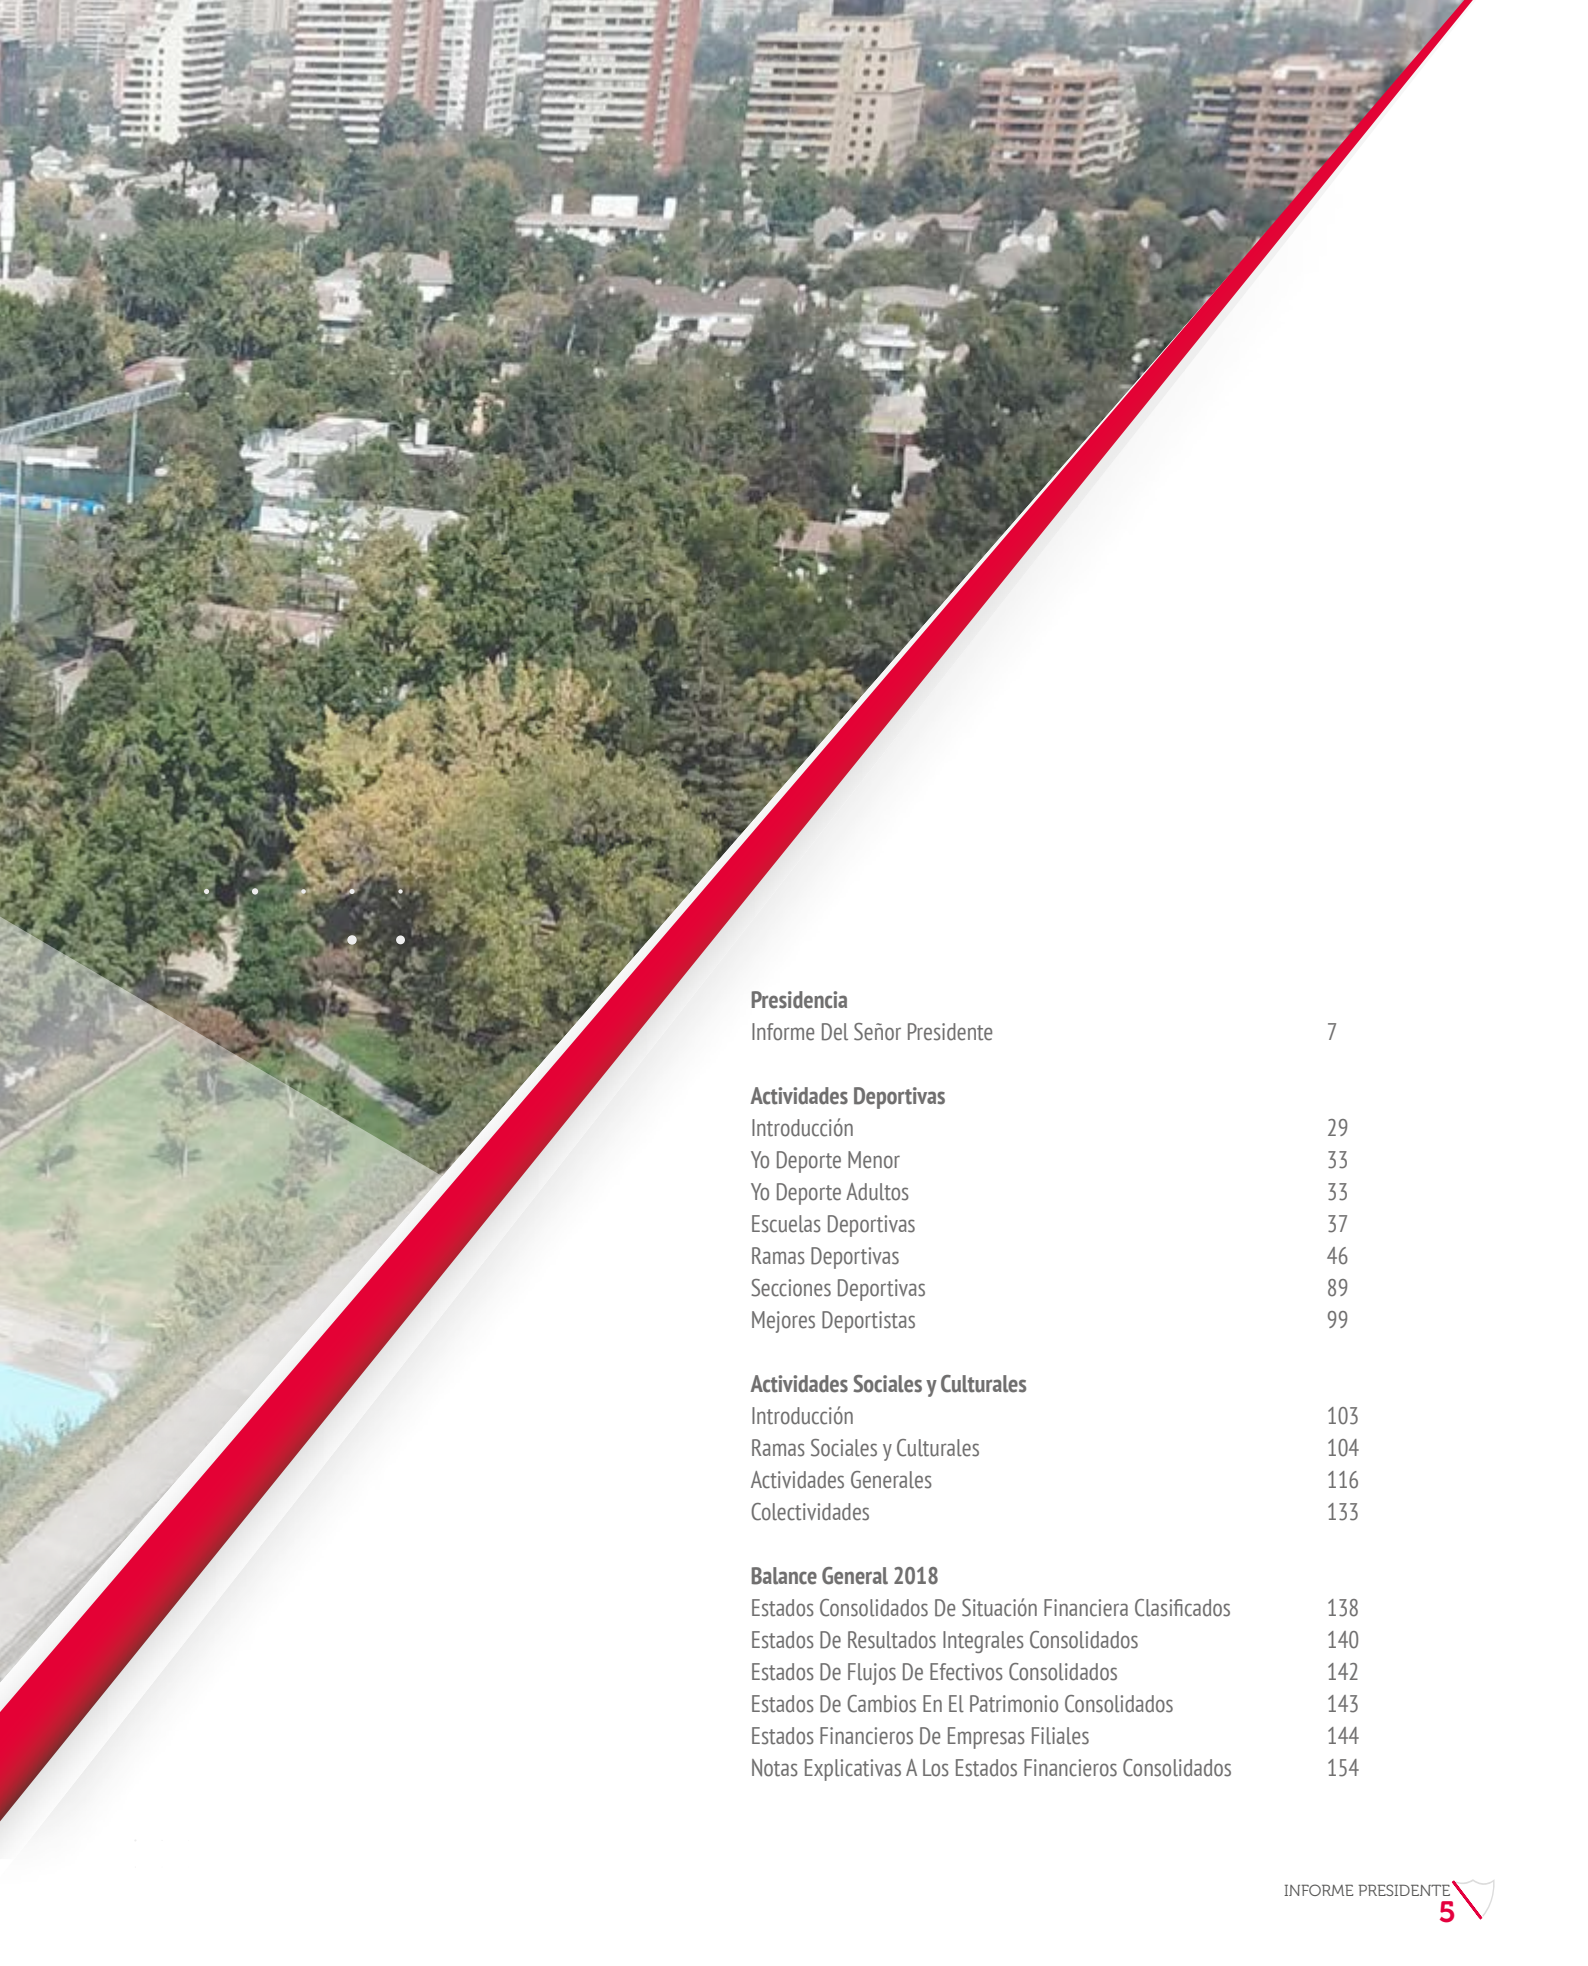 Presidencia
Informe Del Señor Presidente 7
Actividades Deportivas
Introducción 29
Yo Deporte Menor 33
Yo Deporte Adultos 33
Escuelas Deportivas 37
Ramas Deportivas 46
Secciones Deportivas 89
Mejores Deportistas 99
Actividades Sociales y Culturales
Introducción 103
Ramas Sociales y Culturales 104
Actividades Generales 116
Colectividades 133
Balance General 2018
Estados Consolidados De Situación Financiera Clasificados 138
Estados De Resultados Integrales Consolidados 140
Estados De Flujos De Efectivos Consolidados 142
Estados De Cambios En El Patrimonio Consolidados 143
Estados Financieros De Empresas Filiales 144
Notas Explicativas A Los Estados Financieros Consolidados 154
INFORME PRESIDENTE
5